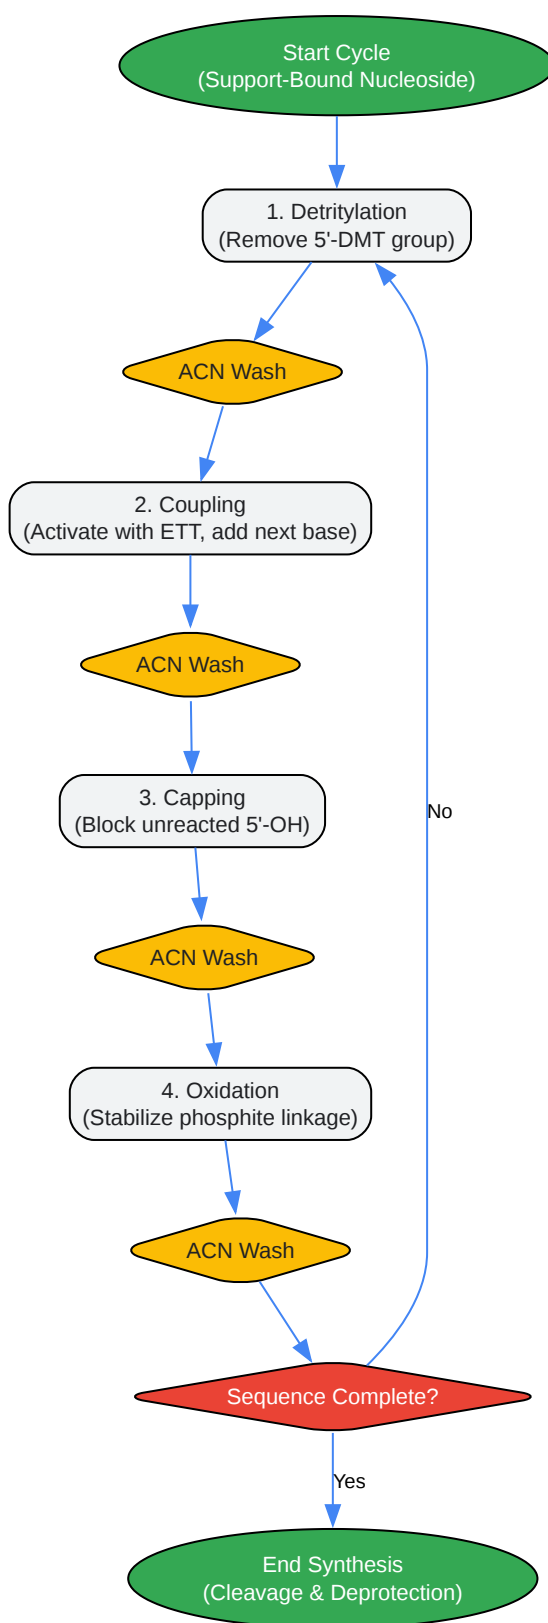 Start Cycle
(Support-Bound Nucleoside)
1. Detritylation
(Remove 5'-DMT group)
ACN Wash
2. Coupling
(Activate with ETT, add next base)
ACN Wash
3. Capping
(Block unreacted 5'-OH)
No
ACN Wash
4. Oxidation
(Stabilize phosphite linkage)
ACN Wash
Sequence Complete?
Yes
End Synthesis
(Cleavage & Deprotection)